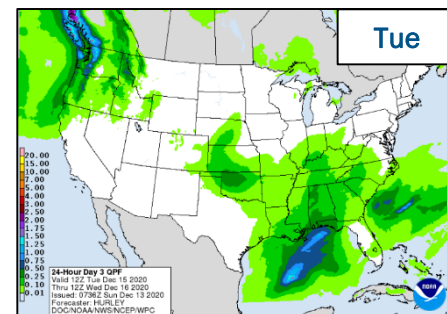 Tue
20.00
15.00
10.00
7.00
5.00
4.00
3.00
2.50
2.00
1.75
1.50
1.25
1.00
0.75
0.50
0.25
0.10
0.01
24-Hour Day 3 QPF
Valid 12Z Tue Dec 15 2020
Thru 12Z Wed Dec 16 2020
Issued: 0736Z Sun Dec 13 2020
Forecaster: HURLEY
DOC/NOAA/NWS/NCEP/WPC
NOAA